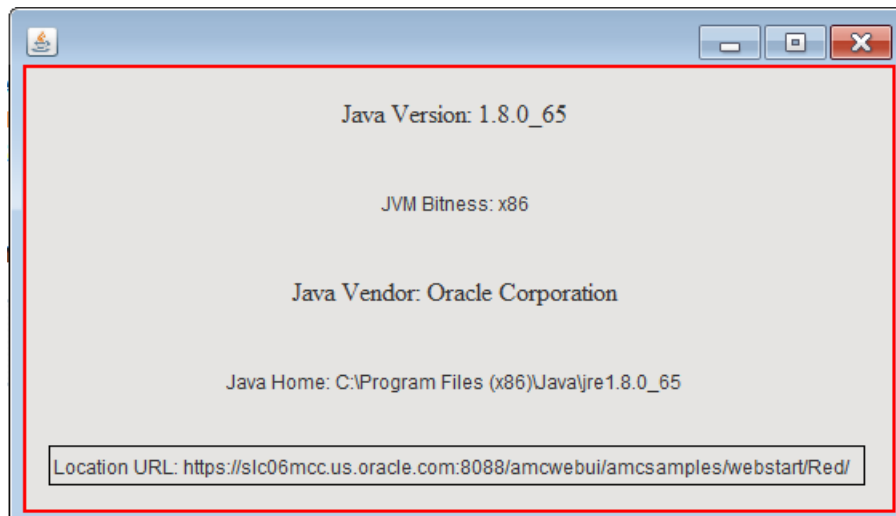 Java Version: 1.8.0_65
JVM Bitness: x86
Java Vendor: Oracle Corporation
Java Home: C:\Program Files (x86)\Java\jre1.8.0_65
Location URL: https://slc06mcc.us.oracle.com:8088/amcwebui/amcsamples/webstart/Red/